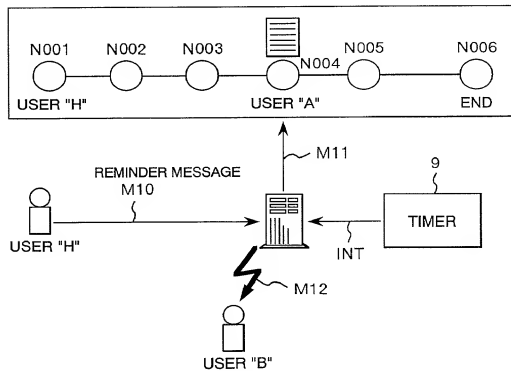 N001 N002 N003 N004 N005 N006
USER "H" USER "A" END
M11
REMINDER MESSAGE
M10
9
TIMER
USER "H"
INT
M12
USER "B"